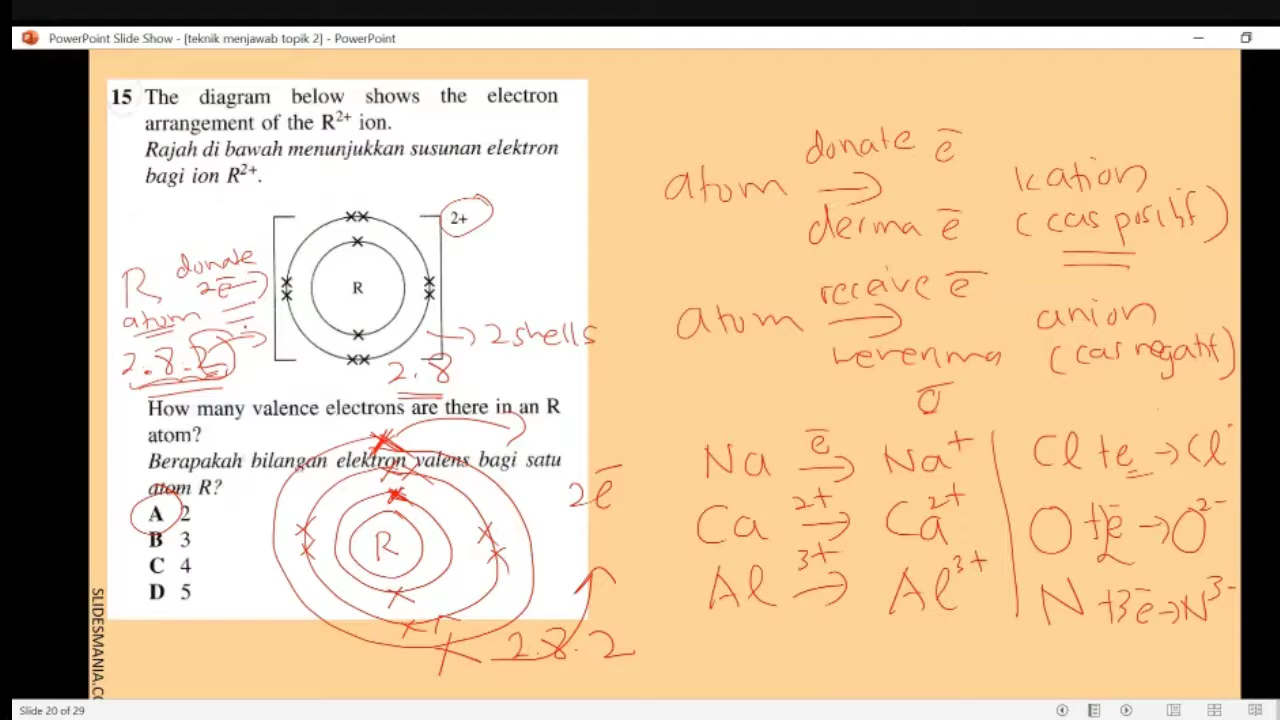 PowerPoint Slide Show - [teknik menjawab topik 2] - PowerPoint
15 The diagram below shows the electron
arrangement of the R²⁺ ion.
Rajah di bawah menunjukkan susunan elektron
bagi ion R²⁺.
2+
R
R donate
2ē
atom
2.8.2
2 shells
2.8
How many valence electrons are there in an R
atom?
Berapakah bilangan elektron valens bagi satu
atom R?
A 2
B 3
C 4
D 5
R
2ē
2.8.2
atom donate ē kation
derma ē (cas positif)
atom receive ē anion
(cas negatif)
Na ē Na⁺
Ca 2+ Ca²⁺
Al 3+ Al³⁺
Cl + e → Cl⁻
O + 2ē → O²⁻
N + 3ē → N³⁻
SLIDESMANIA.C
Slide 20 of 29